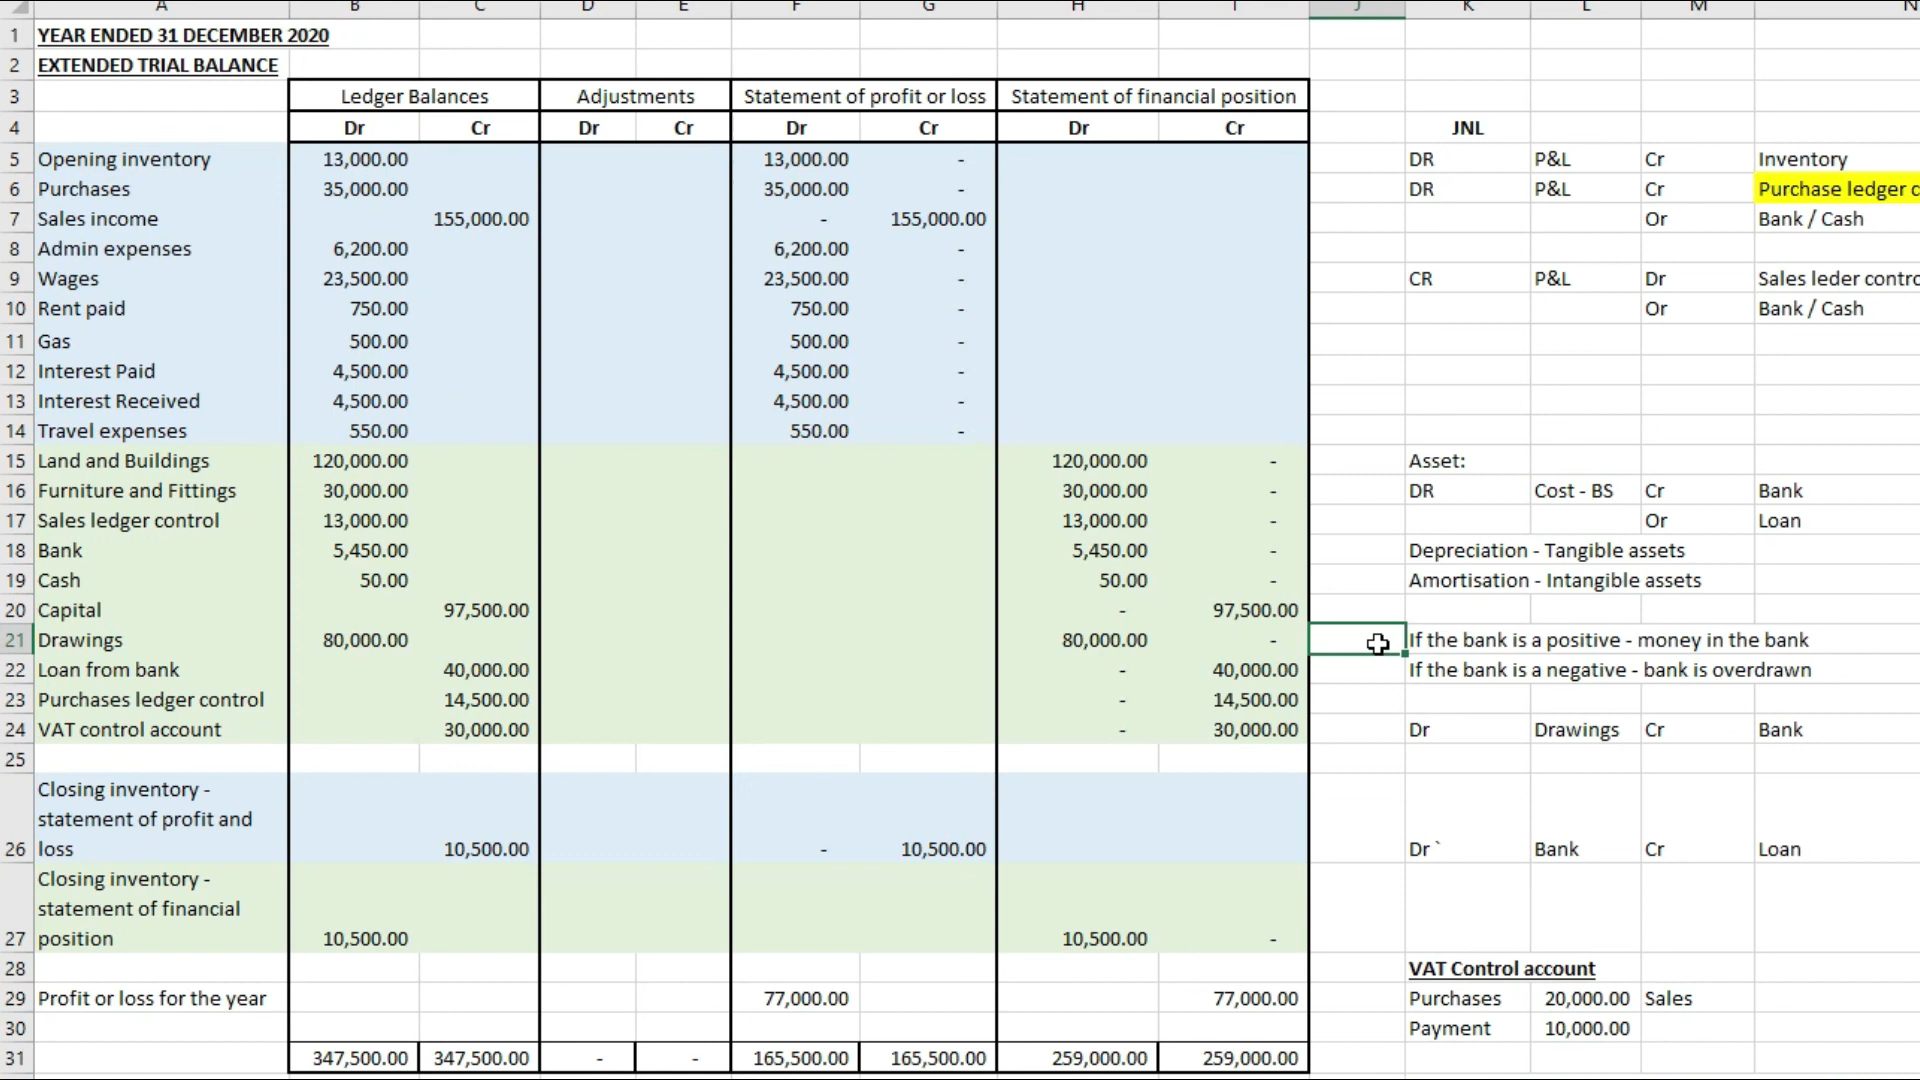 A B C D E F G H I J K L M N
1 YEAR ENDED 31 DECEMBER 2020
2 EXTENDED TRIAL BALANCE
3 Ledger Balances Adjustments Statement of profit or loss Statement of financial position
4 Dr Cr Dr Cr Dr Cr Dr Cr JNL
5 Opening inventory 13,000.00 13,000.00 - DR P&L Cr Inventory
6 Purchases 35,000.00 35,000.00 - DR P&L Cr Purchase ledger c
7 Sales income 155,000.00 - 155,000.00 Or Bank / Cash
8 Admin expenses 6,200.00 6,200.00 -
9 Wages 23,500.00 23,500.00 - CR P&L Dr Sales leder contro
10 Rent paid 750.00 750.00 - Or Bank / Cash
11 Gas 500.00 500.00 -
12 Interest Paid 4,500.00 4,500.00 -
13 Interest Received 4,500.00 4,500.00 -
14 Travel expenses 550.00 550.00 -
15 Land and Buildings 120,000.00 120,000.00 - Asset:
16 Furniture and Fittings 30,000.00 30,000.00 - DR Cost - BS Cr Bank
17 Sales ledger control 13,000.00 13,000.00 - Or Loan
18 Bank 5,450.00 5,450.00 - Depreciation - Tangible assets
19 Cash 50.00 50.00 - Amortisation - Intangible assets
20 Capital 97,500.00 - 97,500.00
21 Drawings 80,000.00 80,000.00 - If the bank is a positive - money in the bank
22 Loan from bank 40,000.00 - 40,000.00 If the bank is a negative - bank is overdrawn
23 Purchases ledger control 14,500.00 - 14,500.00
24 VAT control account 30,000.00 - 30,000.00 Dr Drawings Cr Bank
25
Closing inventory -
statement of profit and
26 loss 10,500.00 - 10,500.00 Dr ` Bank Cr Loan
Closing inventory -
statement of financial
27 position 10,500.00 10,500.00 -
28 VAT Control account
29 Profit or loss for the year 77,000.00 77,000.00 Purchases 20,000.00 Sales
30 Payment 10,000.00
31 347,500.00 347,500.00 - - 165,500.00 165,500.00 259,000.00 259,000.00